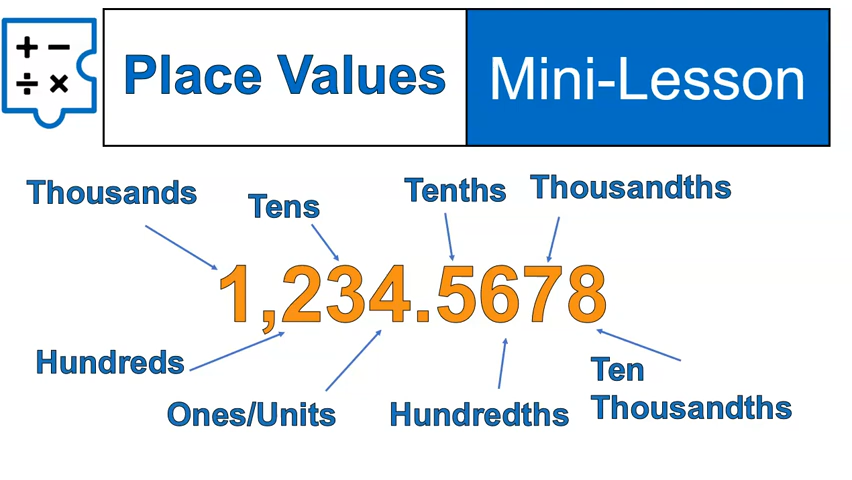 + −
÷ ×
Place Values
Mini-Lesson
Thousands
Tens
Tenths
Thousandths
1,234.5678
Hundreds
Ones/Units
Hundredths
Ten
Thousandths